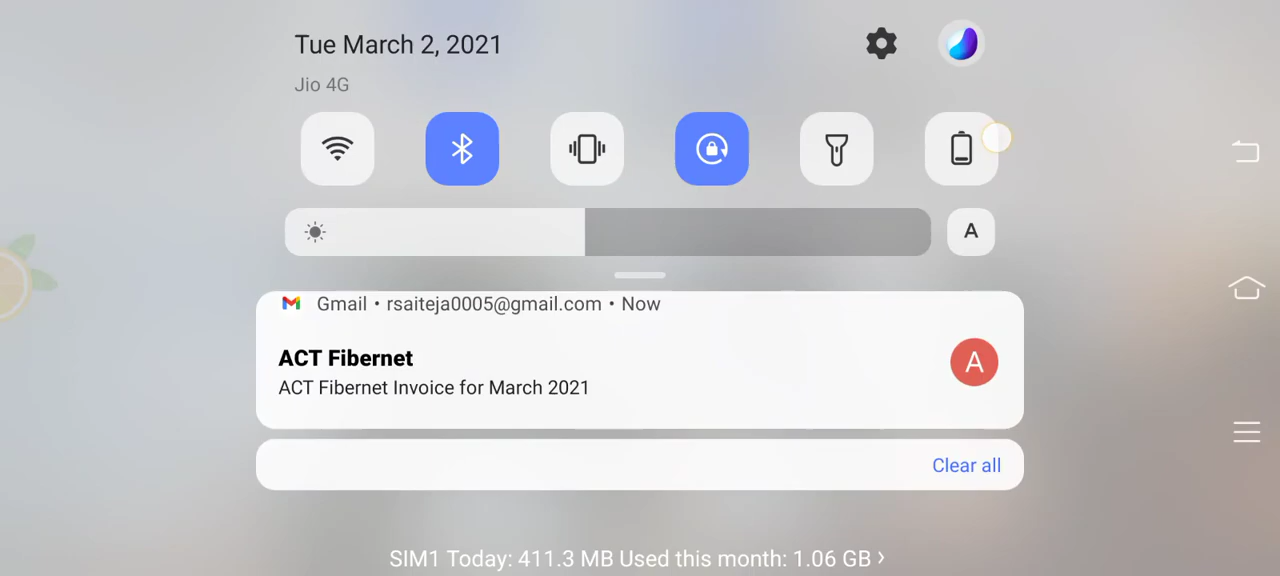 Tue March 2, 2021
Jio 4G
A
Gmail • rsaiteja0005@gmail.com • Now
ACT Fibernet
A
ACT Fibernet Invoice for March 2021
Clear all
SIM1 Today: 411.3 MB Used this month: 1.06 GB ›